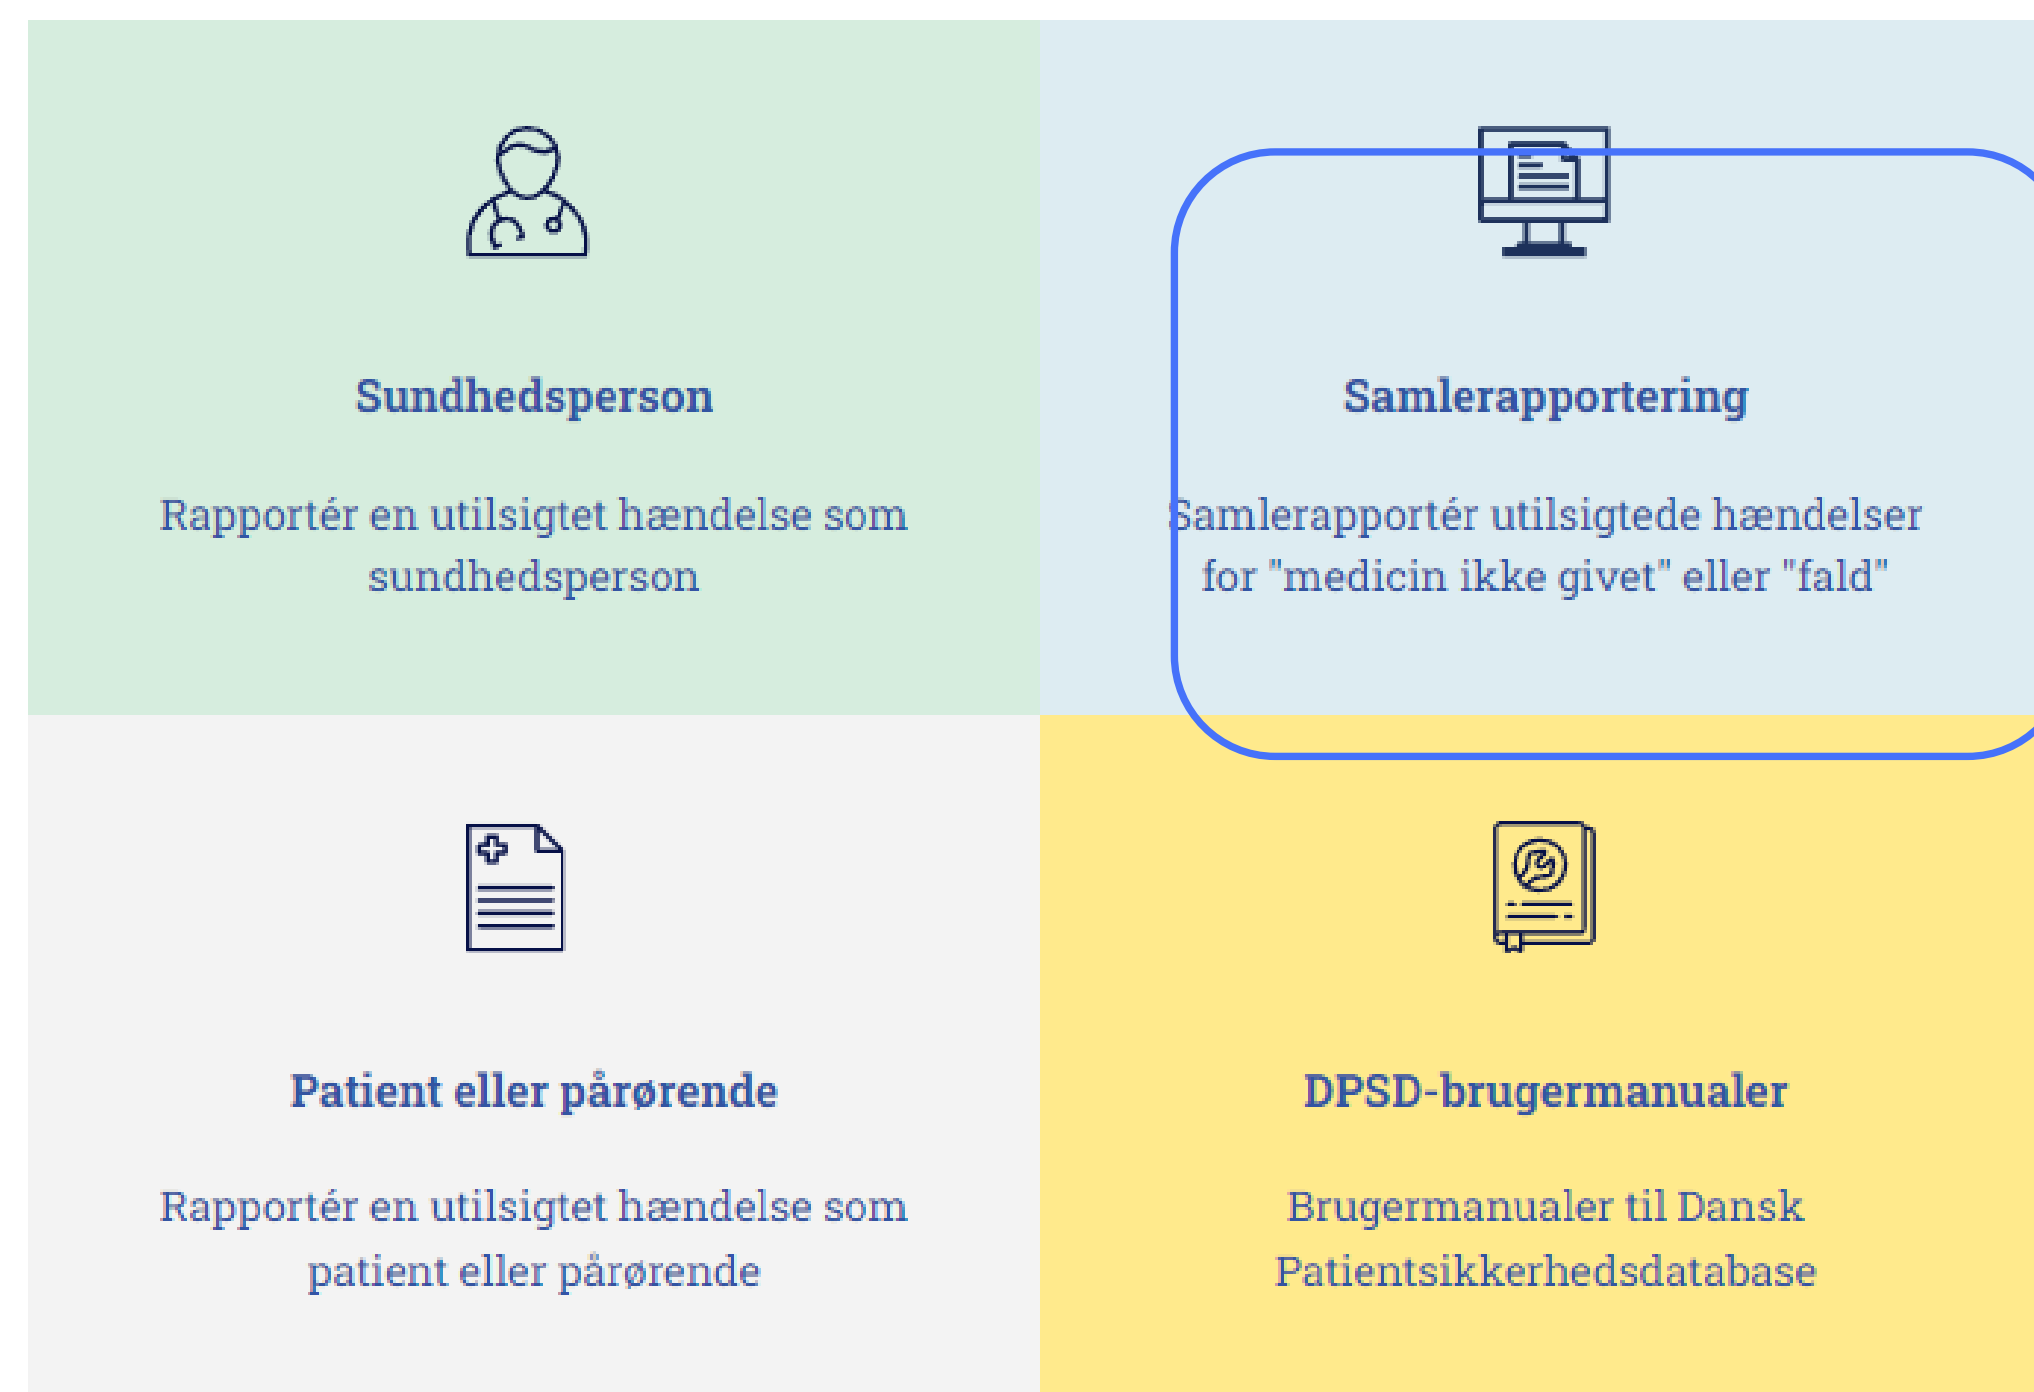 Sundhedsperson
Rapportér en utilsigtet hændelse som
sundhedsperson
Samlerapportering
Samlerapportér utilsigtede hændelser
for "medicin ikke givet" eller "fald"
Patient eller pårørende
Rapportér en utilsigtet hændelse som
patient eller pårørende
DPSD-brugermanualer
Brugermanualer til Dansk
Patientsikkerhedsdatabase